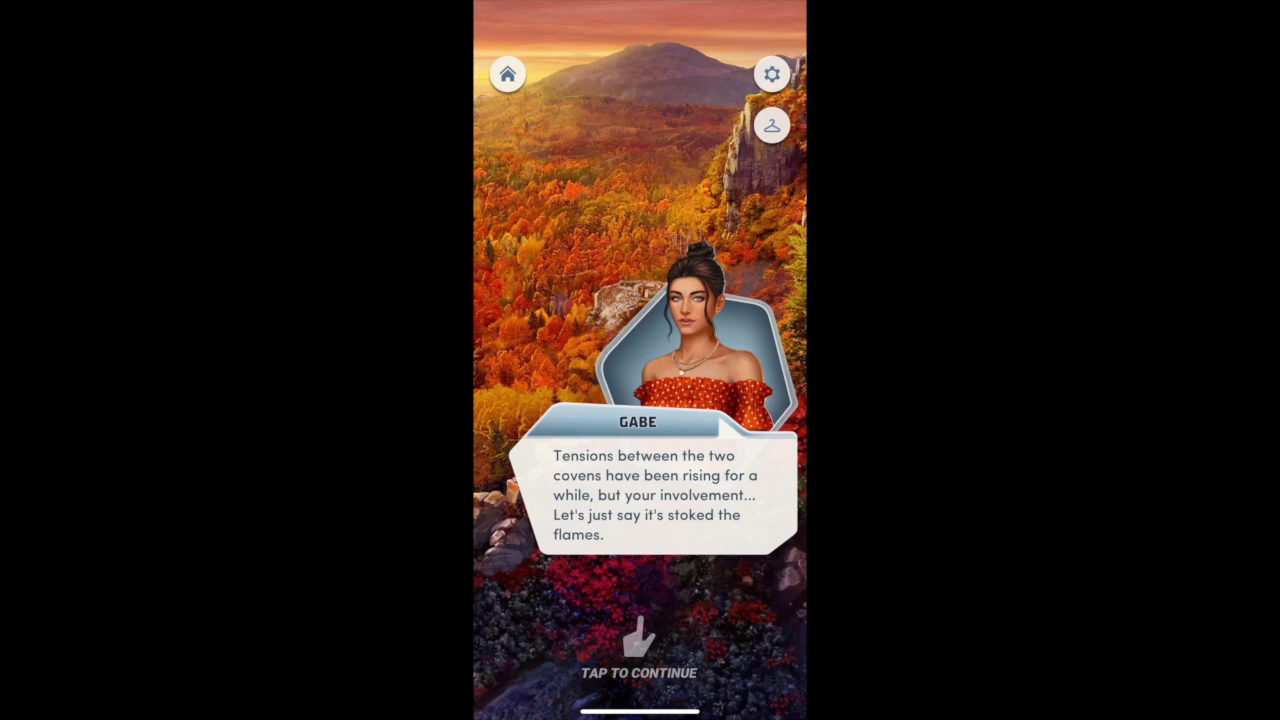 GABE
Tensions between the two
covens have been rising for a
while, but your involvement...
Let's just say it's stoked the
flames.
TAP TO CONTINUE